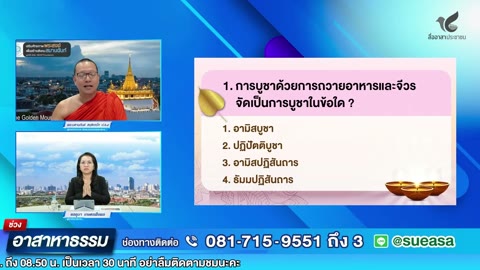 สื่ออาสาประชาชน
1. การบูชาด้วยการถวายอาหารและจีวร
จัดเป็นการบูชาในข้อใด ?
1. อามิสบูชา
2. ปฏิปัตติบูชา
3. อามิสปฏิสันถาร
4. ธัมมปฏิสันถาร
e Golden Moun
ช่วง
อาสาหาธรรม
ช่องทางติดต่อ
081-715-9551 ถึง 3
LINE
@sueasa
. ถึง 08.50 น. เป็นเวลา 30 นาที อย่าลืมติดตามชมนะคะ